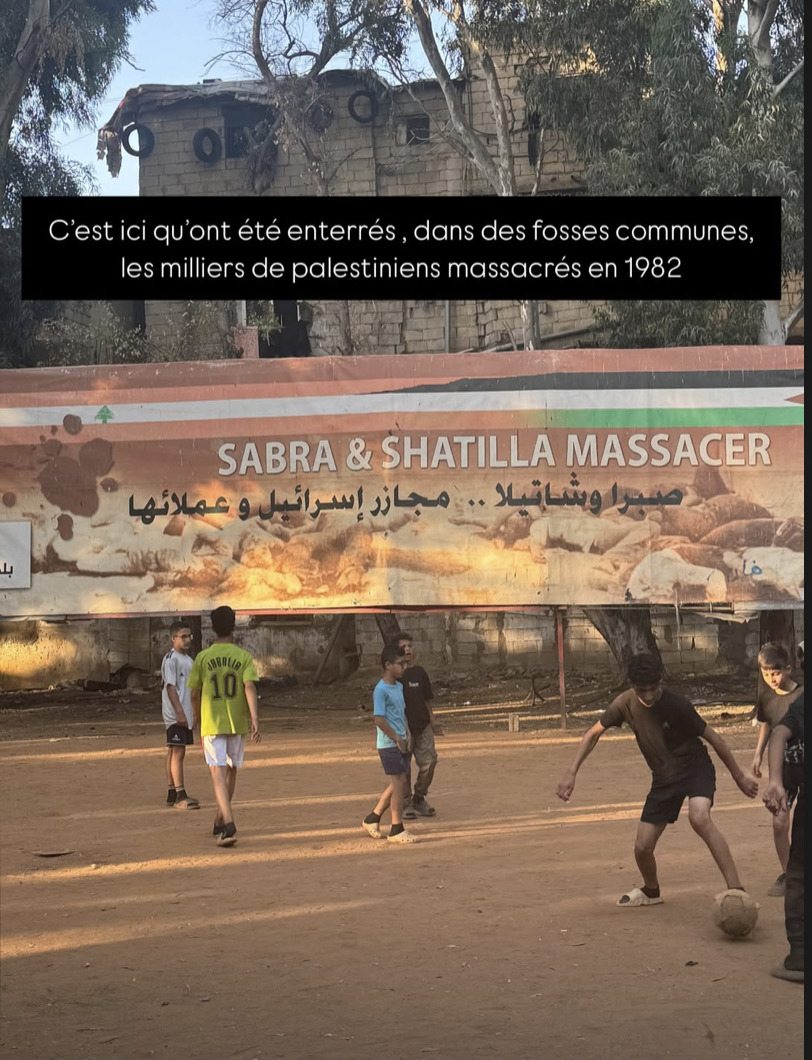 C'est ici qu'ont été enterrés , dans des fosses communes,
les milliers de palestiniens massacrés en 1982
SABRA & SHATILLA MASSACER
صبرا وشاتيلا .. مجازر إسرائيل و عملائها
JABALIA
10